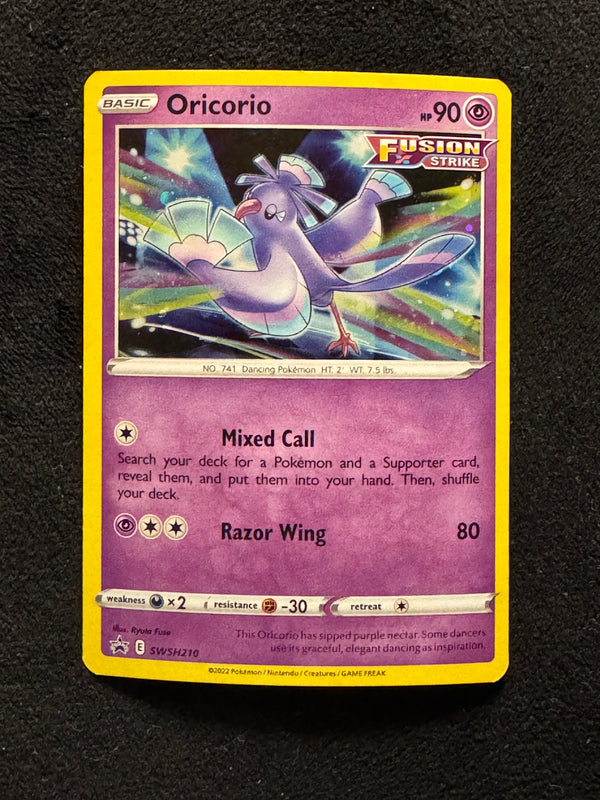 BASIC Oricorio HP 90
FUSION
STRIKE
NO. 741 Dancing Pokémon HT. 2' WT. 7.5 lbs.
Mixed Call
Search your deck for a Pokémon and a Supporter card,
reveal them, and put them into your hand. Then, shuffle
your deck.
Razor Wing 80
weakness ×2 resistance -30 retreat
Illus. Ryuta Fuse
This Oricorio has sipped purple nectar. Some dancers
E SWSH210 use its graceful, elegant dancing as inspiration.
©2022 Pokémon / Nintendo / Creatures / GAME FREAK